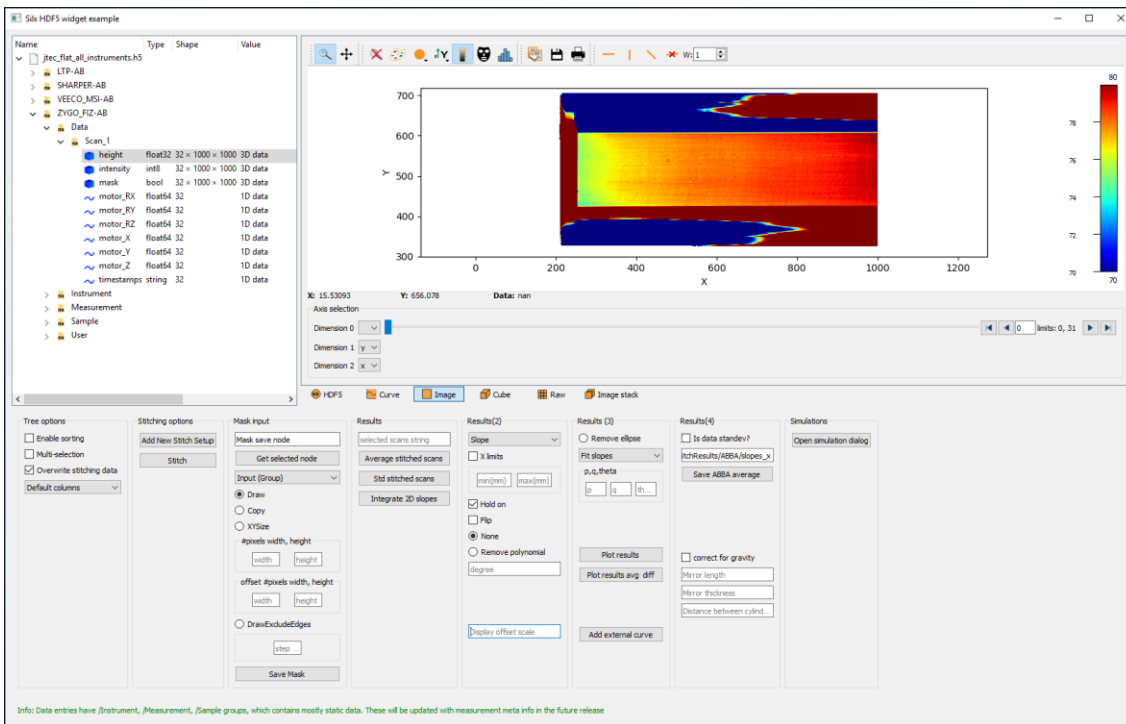 Silx HDF5 widget example
Name Type Shape Value
jtec_flat_all_instruments.h5
LTP-AB
SHARPER-AB
VEECO_MSI-AB
ZYGO_FIZ-AB
Data
Scan_1
height float32 32 × 1000 × 1000 3D data
intensity int8 32 × 1000 × 1000 3D data
mask bool 32 × 1000 × 1000 3D data
motor_RX float64 32 1D data
motor_RY float64 32 1D data
motor_RZ float64 32 1D data
motor_X float64 32 1D data
motor_Y float64 32 1D data
motor_Z float64 32 1D data
timestamps string 32 1D data
Instrument
Measurement
Sample
User
W: 1
700
600
500
400
300
Y
0 200 400 600 800 1000 1200
X
80
78
76
74
72
70 70
X: 15.53093 Y: 656.078 Data: nan
Axis selection
Dimension 0 0 limits: 0, 31
Dimension 1 y
Dimension 2 x
HDF5 Curve Image Cube Raw Image stack
Tree options
Enable sorting
Multi-selection
Overwrite stitching data
Default columns
Stitching options
Add New Stitch Setup
Stitch
Mask input
Mask save node
Get selected node
Input (Group)
Draw
Copy
XYSize
#pixels width, height
width height
offset #pixels width, height
width height
DrawExcludeEdges
step ...
Save Mask
Results
selected scans string
Average stitched scans
Std stitched scans
Integrate 2D slopes
Results(2)
Slope
X limits
min(mm) max(mm)
Hold on
Flip
None
Remove polynomial
degree
Display offset scale
Results (3)
Remove ellipse
Fit slopes
p,q,theta
p q th...
Plot results
Plot results avg diff
Add external curve
Results(4)
Is data standev?
itchResults/ABBA/slopes_x
Save ABBA average
correct for gravity
Mirror length
Mirror thickness
Distance between cylind...
Simulations
Open simulation dialog
Info: Data entries have /Instrument, /Measurement, /Sample groups, which contains mostly static data. These will be updated with measurement meta info in the future release